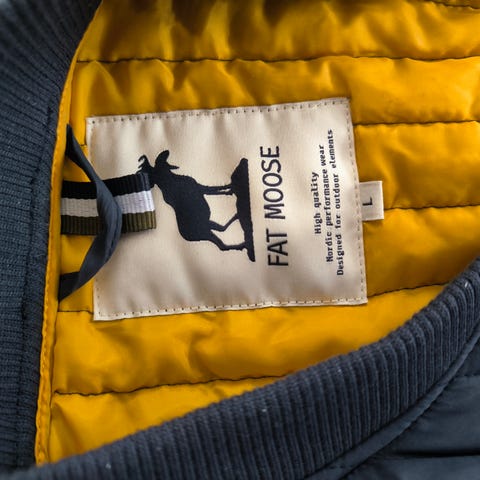 FAT MOOSE
High quality
Nordic performance wear
Designed for outdoor elements
L